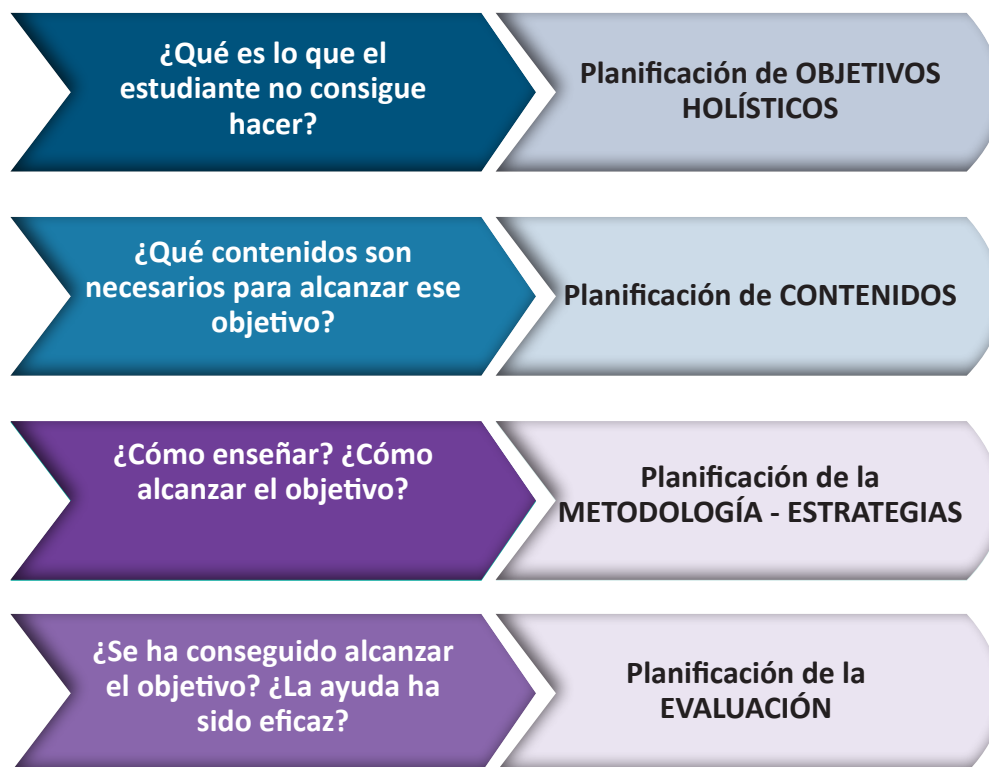 ¿Qué es lo que el
estudiante no consigue
hacer?
Planificación de OBJETIVOS
HOLÍSTICOS
¿Qué contenidos son
necesarios para alcanzar ese
objetivo?
Planificación de CONTENIDOS
¿Cómo enseñar? ¿Cómo
alcanzar el objetivo?
Planificación de la
METODOLOGÍA - ESTRATEGIAS
¿Se ha conseguido alcanzar
el objetivo? ¿La ayuda ha
sido eficaz?
Planificación de la
EVALUACIÓN